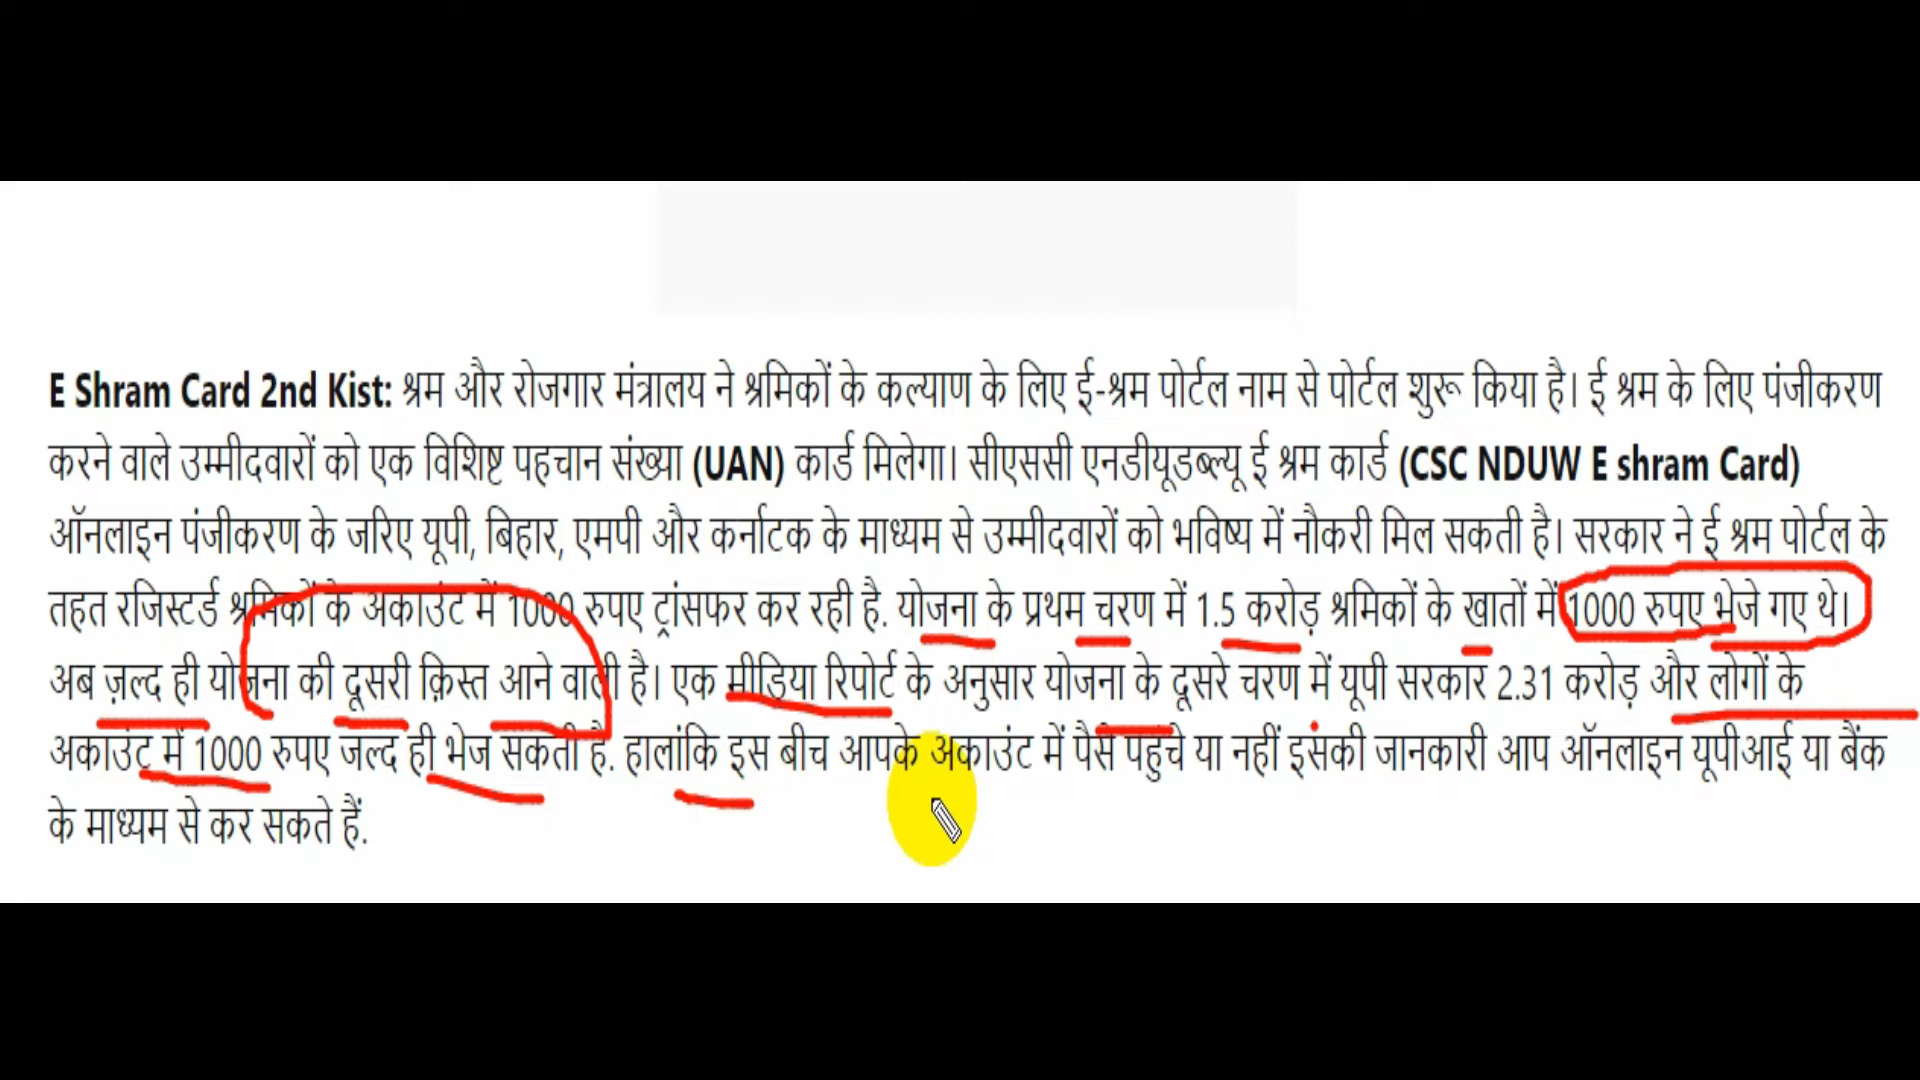 E Shram Card 2nd Kist: श्रम और रोजगार मंत्रालय ने श्रमिकों के कल्याण के लिए ई-श्रम पोर्टल नाम से पोर्टल शुरू किया है। ई श्रम के लिए पंजीकरण
करने वाले उम्मीदवारों को एक विशिष्ट पहचान संख्या (UAN) कार्ड मिलेगा। सीएससी एनडीयूडब्ल्यू ई श्रम कार्ड (CSC NDUW E shram Card)
ऑनलाइन पंजीकरण के जरिए यूपी, बिहार, एमपी और कर्नाटक के माध्यम से उम्मीदवारों को भविष्य में नौकरी मिल सकती है। सरकार ने ई श्रम पोर्टल के
तहत रजिस्टर्ड श्रमिकों के अकाउंट में 1000 रुपए ट्रांसफर कर रही है. योजना के प्रथम चरण में 1.5 करोड़ श्रमिकों के खातों में 1000 रुपए भेजे गए थे।
अब ज़ल्द ही योजना की दूसरी क़िस्त आने वाली है। एक मीडिया रिपोर्ट के अनुसार योजना के दूसरे चरण में यूपी सरकार 2.31 करोड़ और लोगों के
अकाउंट में 1000 रुपए जल्द ही भेज सकती है. हालांकि इस बीच आपके अकाउंट में पैसे पहुचे या नहीं इसकी जानकारी आप ऑनलाइन यूपीआई या बैंक
के माध्यम से कर सकते हैं.